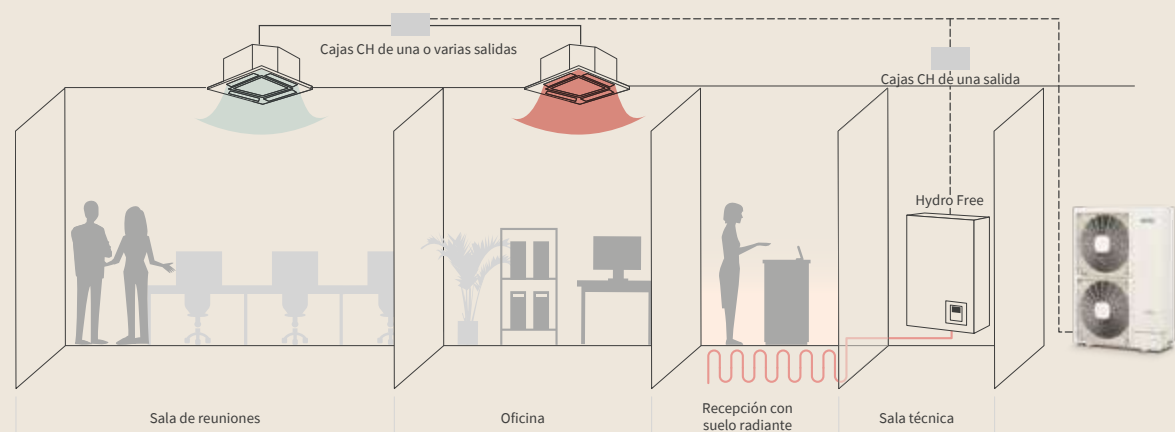 Cajas CH de una o varias salidas
Cajas CH de una salida
Hydro Free
Sala de reuniones
Oficina
Recepción con
suelo radiante
Sala técnica